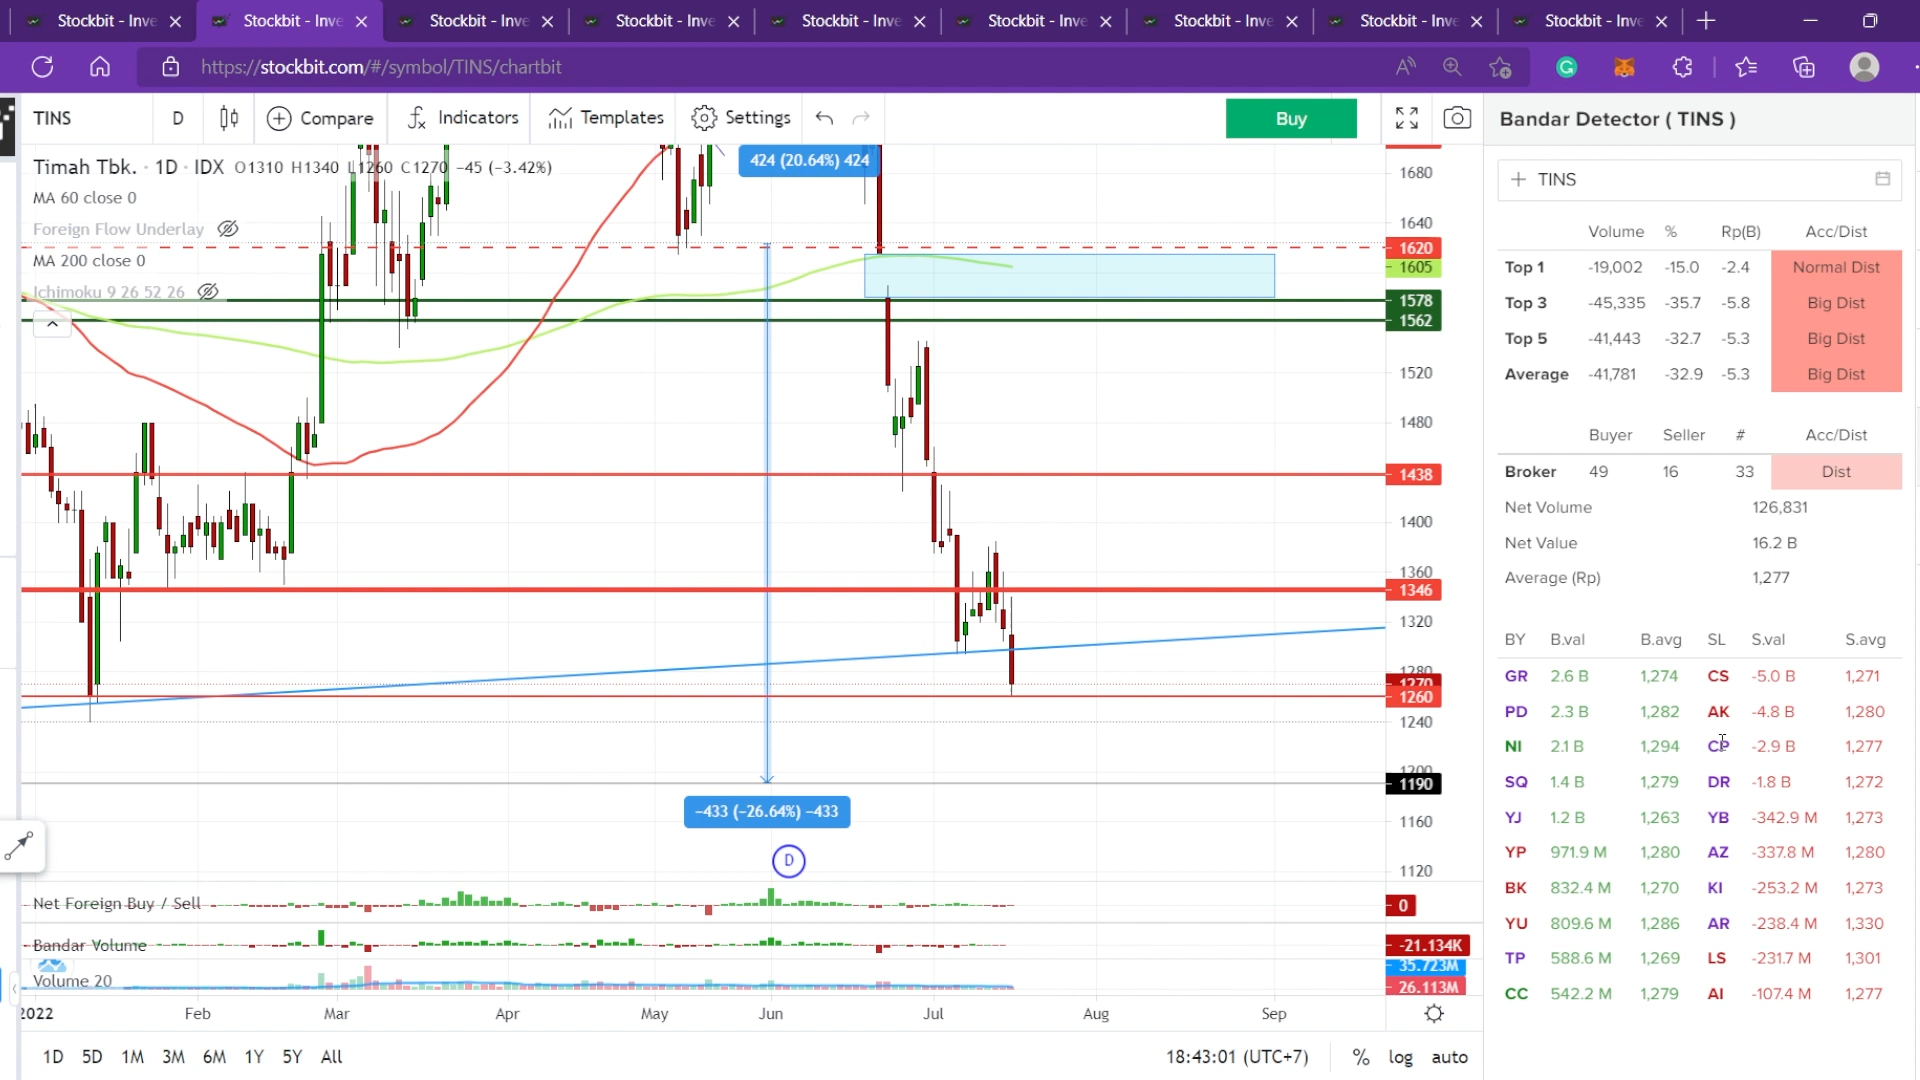 Stockbit - Inve Stockbit - Inve Stockbit - Inve Stockbit - Inve Stockbit - Inve Stockbit - Inve Stockbit - Inve Stockbit - Inve Stockbit - Inve
https://stockbit.com/#/symbol/TINS/chartbit
TINS D Compare Indicators Templates Settings Buy
Timah Tbk. · 1D · IDX O1310 H1340 L1260 C1270 −45 (−3.42%)
MA 60 close 0
Foreign Flow Underlay
MA 200 close 0
Ichimoku 9 26 52 26
424 (20.64%) 424
−433 (−26.64%) −433
D
1680
1640
1620
1605
1578
1562
1520
1480
1438
1400
1360
1346
1320
1280
1270
1260
1240
1200
1190
1160
1120
Net Foreign Buy / Sell 0
Bandar Volume -21.134K
35.723M
Volume 20 26.113M
2022 Feb Mar Apr May Jun Jul Aug Sep
1D 5D 1M 3M 6M 1Y 5Y All 18:43:01 (UTC+7) % log auto
Bandar Detector ( TINS )
TINS
Volume % Rp(B) Acc/Dist
Top 1 -19,002 -15.0 -2.4 Normal Dist
Top 3 -45,335 -35.7 -5.8 Big Dist
Top 5 -41,443 -32.7 -5.3 Big Dist
Average -41,781 -32.9 -5.3 Big Dist
Buyer Seller # Acc/Dist
Broker 49 16 33 Dist
Net Volume 126,831
Net Value 16.2 B
Average (Rp) 1,277
BY B.val B.avg SL S.val S.avg
GR 2.6 B 1,274 CS -5.0 B 1,271
PD 2.3 B 1,282 AK -4.8 B 1,280
NI 2.1 B 1,294 CP -2.9 B 1,277
SQ 1.4 B 1,279 DR -1.8 B 1,272
YJ 1.2 B 1,263 YB -342.9 M 1,273
YP 971.9 M 1,280 AZ -337.8 M 1,280
BK 832.4 M 1,270 KI -253.2 M 1,273
YU 809.6 M 1,286 AR -238.4 M 1,330
TP 588.6 M 1,269 LS -231.7 M 1,301
CC 542.2 M 1,279 AI -107.4 M 1,277